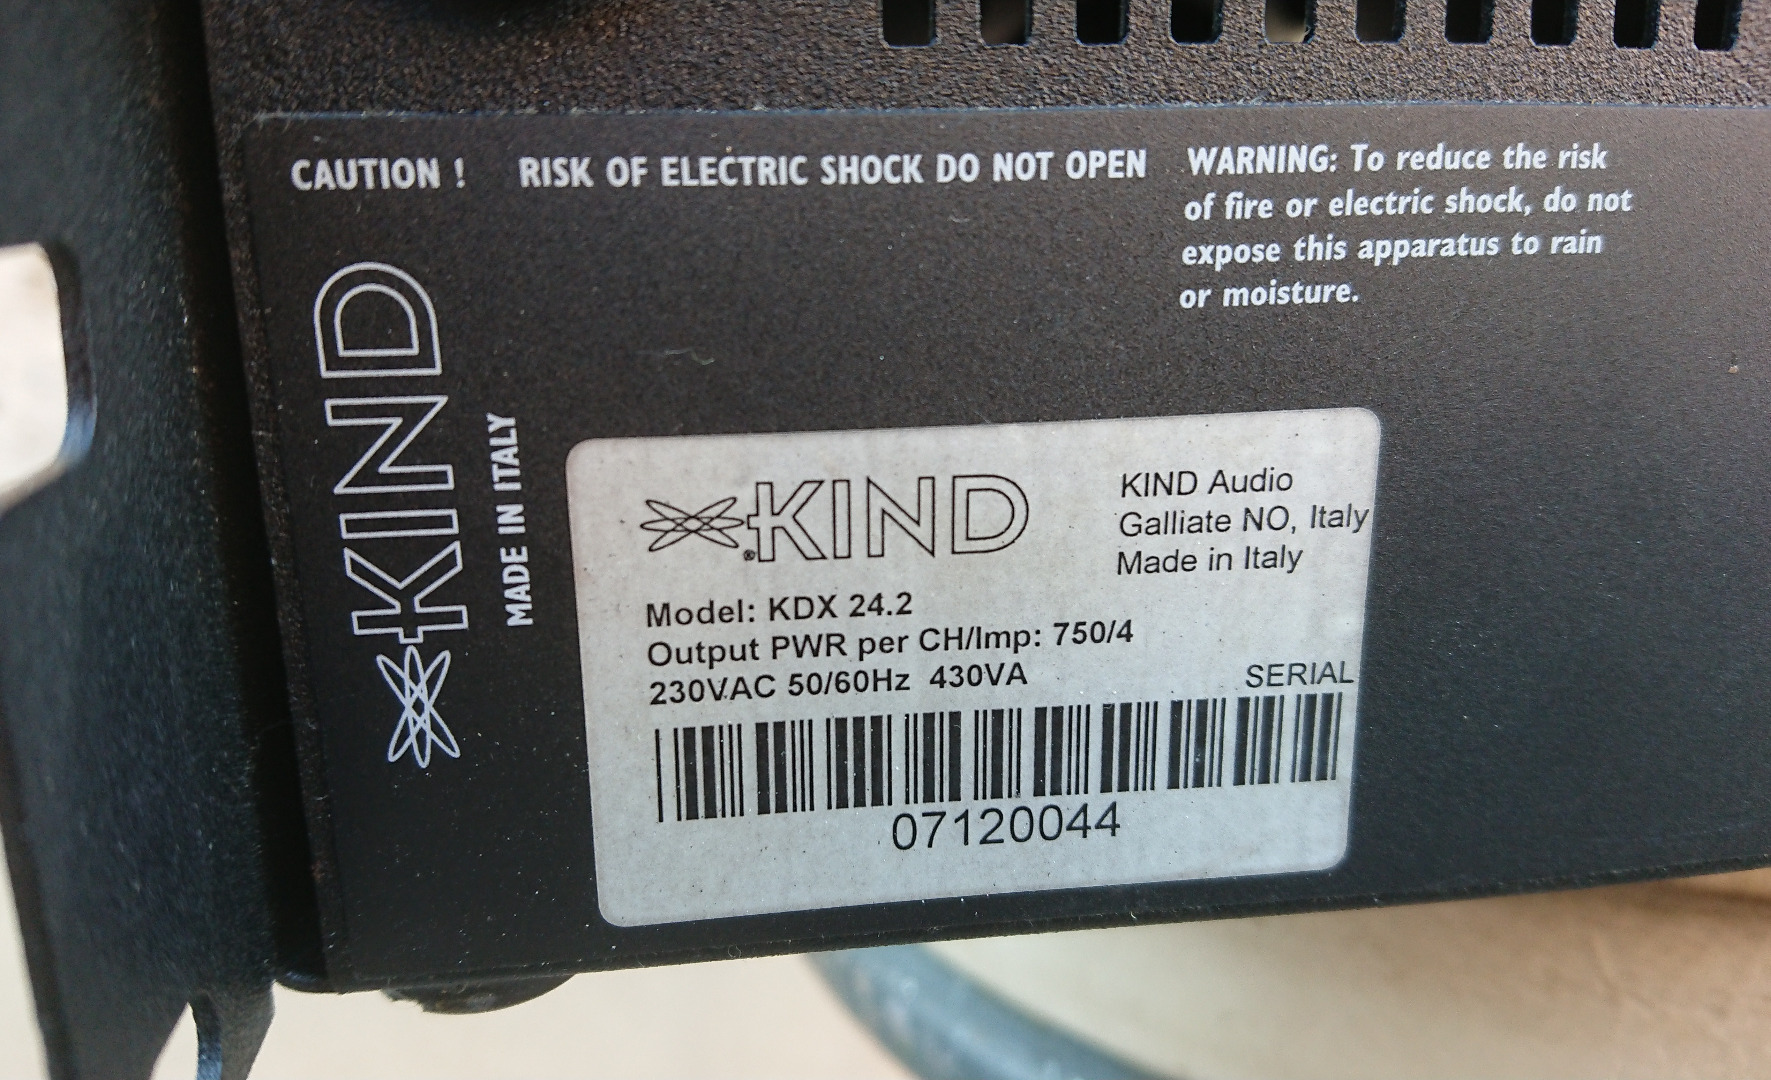 CAUTION ! RISK OF ELECTRIC SHOCK DO NOT OPEN
WARNING: To reduce the risk
of fire or electric shock, do not
expose this apparatus to rain
or moisture.
KIND
MADE IN ITALY
®KIND
KIND Audio
Galliate NO, Italy
Made in Italy
Model: KDX 24.2
Output PWR per CH/Imp: 750/4
230VAC 50/60Hz 430VA
SERIAL
07120044